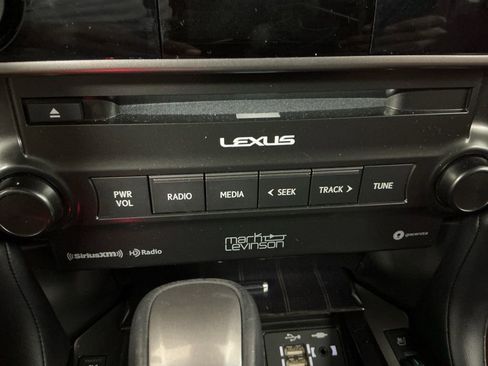 LEXUS
PWR VOL RADIO MEDIA < SEEK TRACK > TUNE
SiriusXM HD Radio mark Levinson gracenote